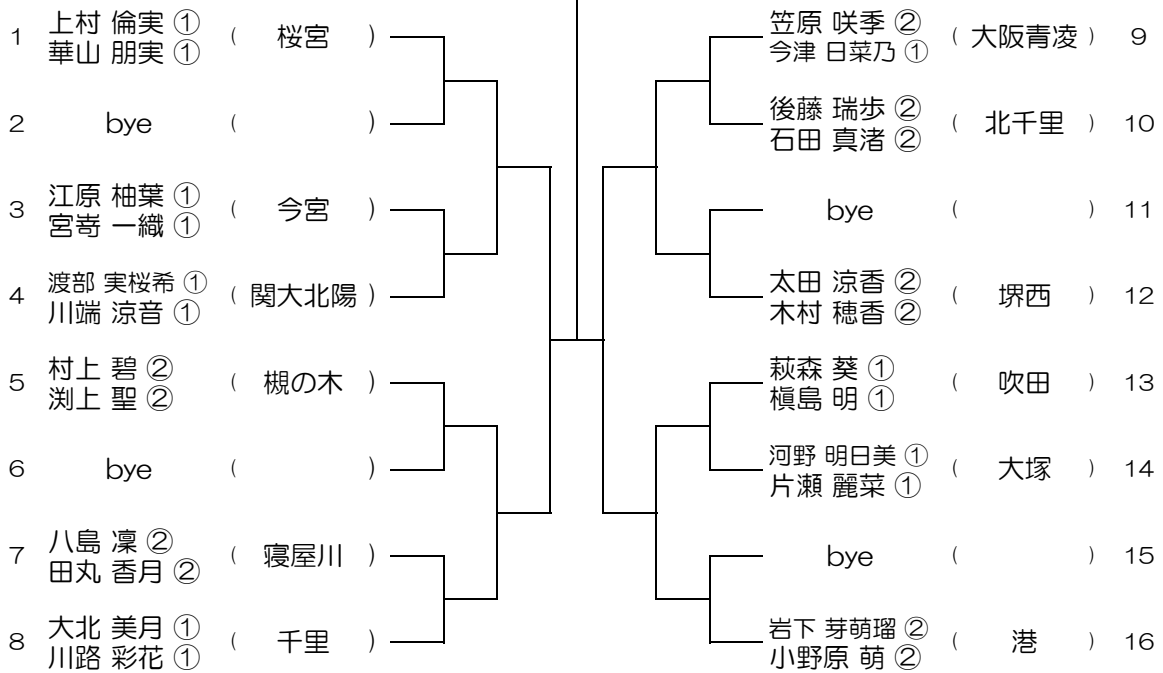 1 上村 倫実 ① ( 桜宮 )
華山 朋実 ①
2 bye ( )
3 江原 柚葉 ① ( 今宮 )
宮嵜 一織 ①
4 渡部 実桜希 ① ( 関大北陽 )
川端 涼音 ①
5 村上 碧 ② ( 槻の木 )
渕上 聖 ②
6 bye ( )
7 八島 凜 ② ( 寝屋川 )
田丸 香月 ②
8 大北 美月 ① ( 千里 )
川路 彩花 ①
笠原 咲季 ② ( 大阪青凌 ) 9
今津 日菜乃 ①
後藤 瑞歩 ② ( 北千里 ) 10
石田 真渚 ②
bye ( ) 11
太田 涼香 ② ( 堺西 ) 12
木村 穂香 ②
萩森 葵 ① ( 吹田 ) 13
槇島 明 ①
河野 明日美 ① ( 大塚 ) 14
片瀬 麗菜 ①
bye ( ) 15
岩下 芽萌瑠 ② ( 港 ) 16
小野原 萌 ②